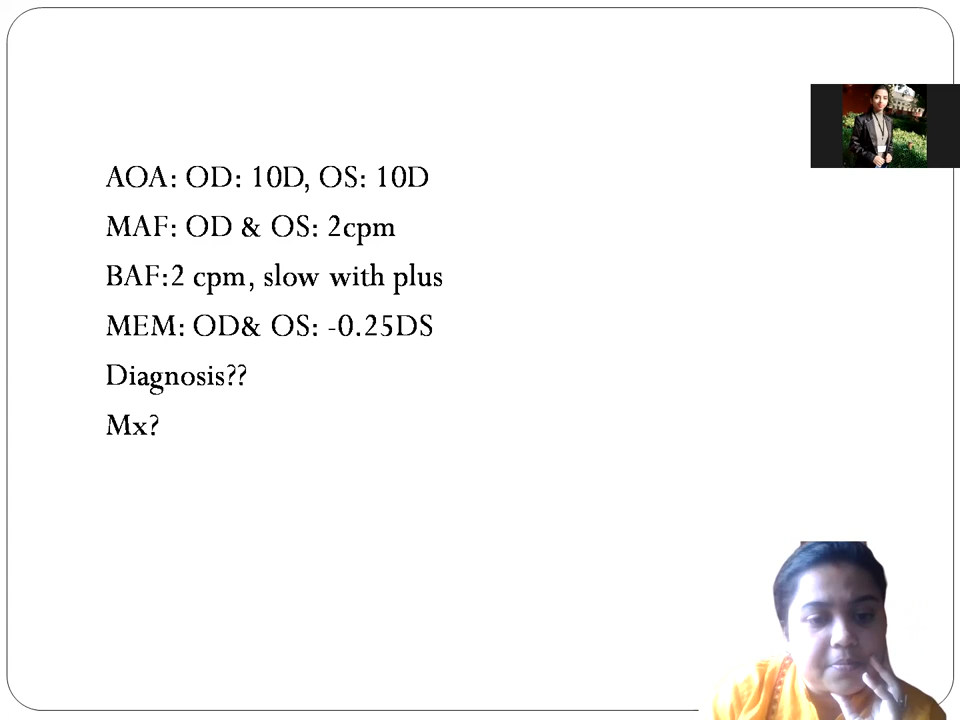 AOA: OD: 10D, OS: 10D
MAF: OD & OS: 2cpm
BAF:2 cpm, slow with plus
MEM: OD& OS: -0.25DS
Diagnosis??
Mx?